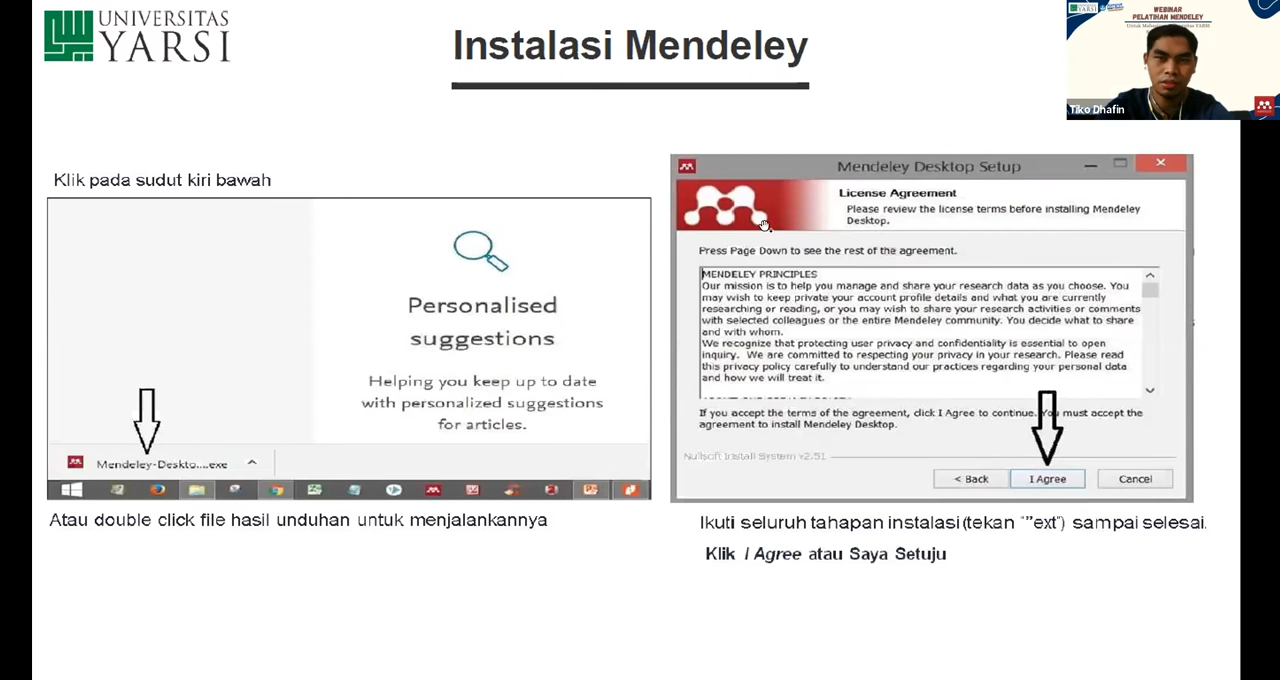 UNIVERSITAS
YARSI
Instalasi Mendeley
WEBINAR
PELATIHAN MENDELEY
Tiko Dhafin
Klik pada sudut kiri bawah
Personalised
suggestions
Helping you keep up to date
with personalized suggestions
for articles.
Mendeley-Deskto....exe
Atau double click file hasil unduhan untuk menjalankannya
Mendeley Desktop Setup
License Agreement
Please review the license terms before installing Mendeley
Desktop.
Press Page Down to see the rest of the agreement.
MENDELEY PRINCIPLES
Our mission is to help you manage and share your research data as you choose. You
may wish to keep private your account profile details and what you are currently
researching or reading, or you may wish to share your research activities or comments
with selected colleagues or the entire Mendeley community. You decide what to share
and with whom.
We recognize that protecting user privacy and confidentiality is essential to open
inquiry. We are committed to respecting your privacy in your research. Please read
this privacy policy carefully to understand our practices regarding your personal data
and how we will treat it.
If you accept the terms of the agreement, click I Agree to continue. You must accept the
agreement to install Mendeley Desktop.
Nullsoft Install System v2.51
< Back
I Agree
Cancel
Ikuti seluruh tahapan instalasi (tekan "”ext") sampai selesai.
Klik I Agree atau Saya Setuju